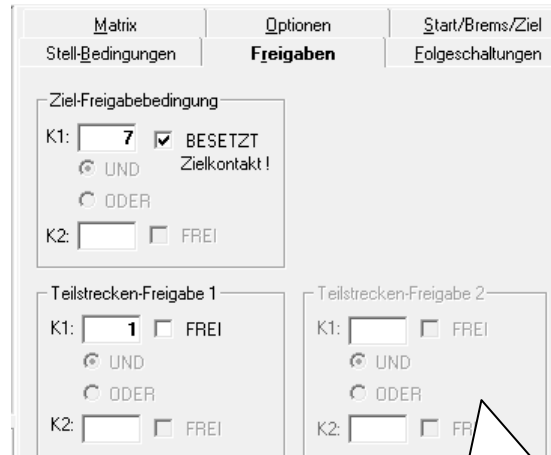 Matrix Optionen Start/Brems/Ziel
Stell-Bedingungen Freigaben Folgeschaltungen
Ziel-Freigabebedingung
K1: 7 BESETZT
UND Zielkontakt !
ODER
K2: FREI
Teilstrecken-Freigabe 1 Teilstrecken-Freigabe 2
K1: 1 FREI K1: FREI
UND UND
ODER ODER
K2: FREI K2: